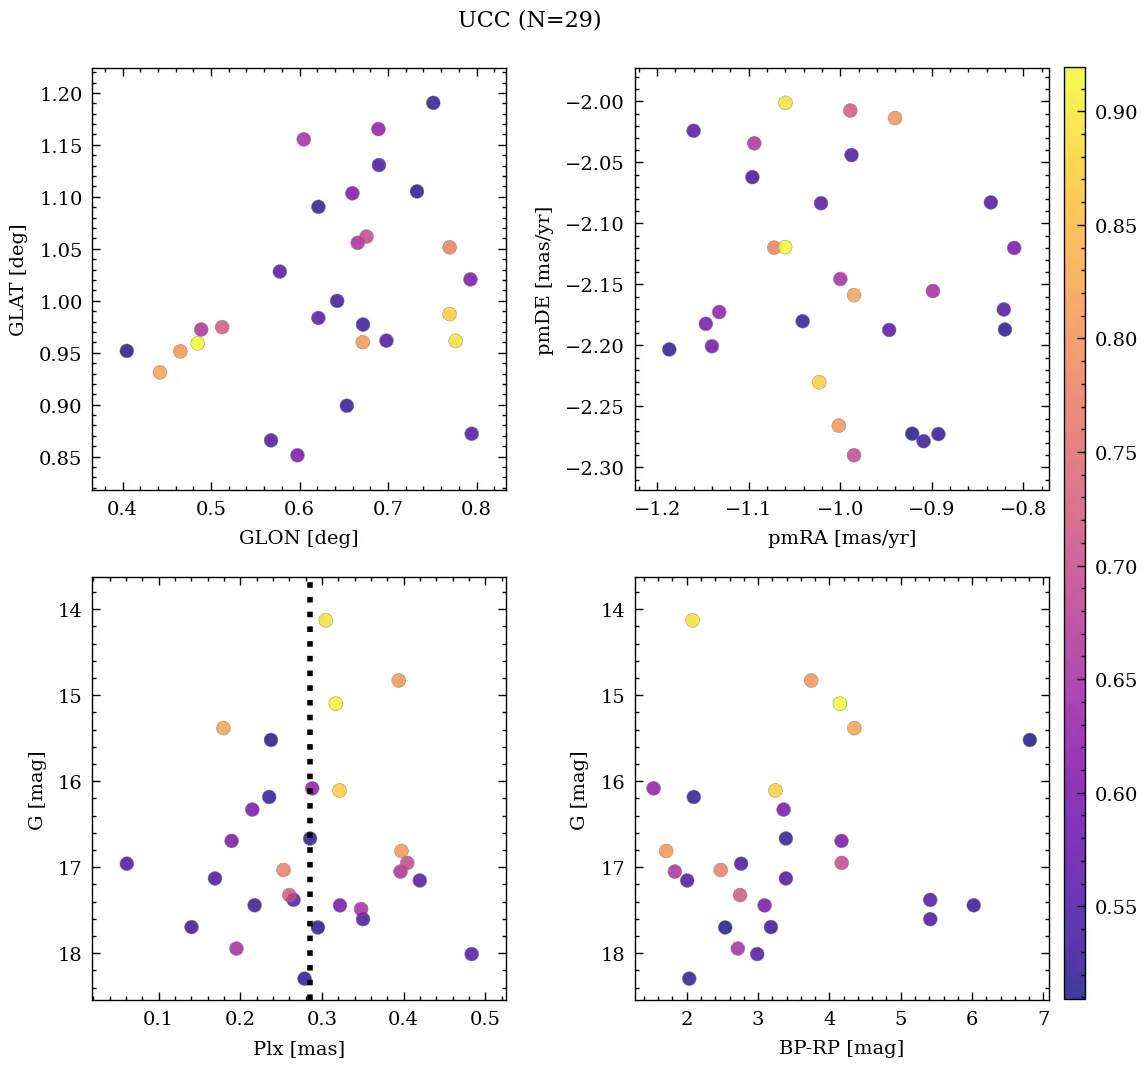 UCC (N=29)
1.20
1.15
1.10
1.05
1.00
0.95
0.90
0.85
GLAT [deg]
0.4 0.5 0.6 0.7 0.8
GLON [deg]
−2.00
−2.05
−2.10
−2.15
−2.20
−2.25
−2.30
pmDE [mas/yr]
−1.2 −1.1 −1.0 −0.9 −0.8
pmRA [mas/yr]
0.90
0.85
0.80
0.75
0.70
0.65
0.60
0.55
14
15
16
17
18
G [mag]
0.1 0.2 0.3 0.4 0.5
Plx [mas]
14
15
16
17
18
G [mag]
2 3 4 5 6 7
BP-RP [mag]